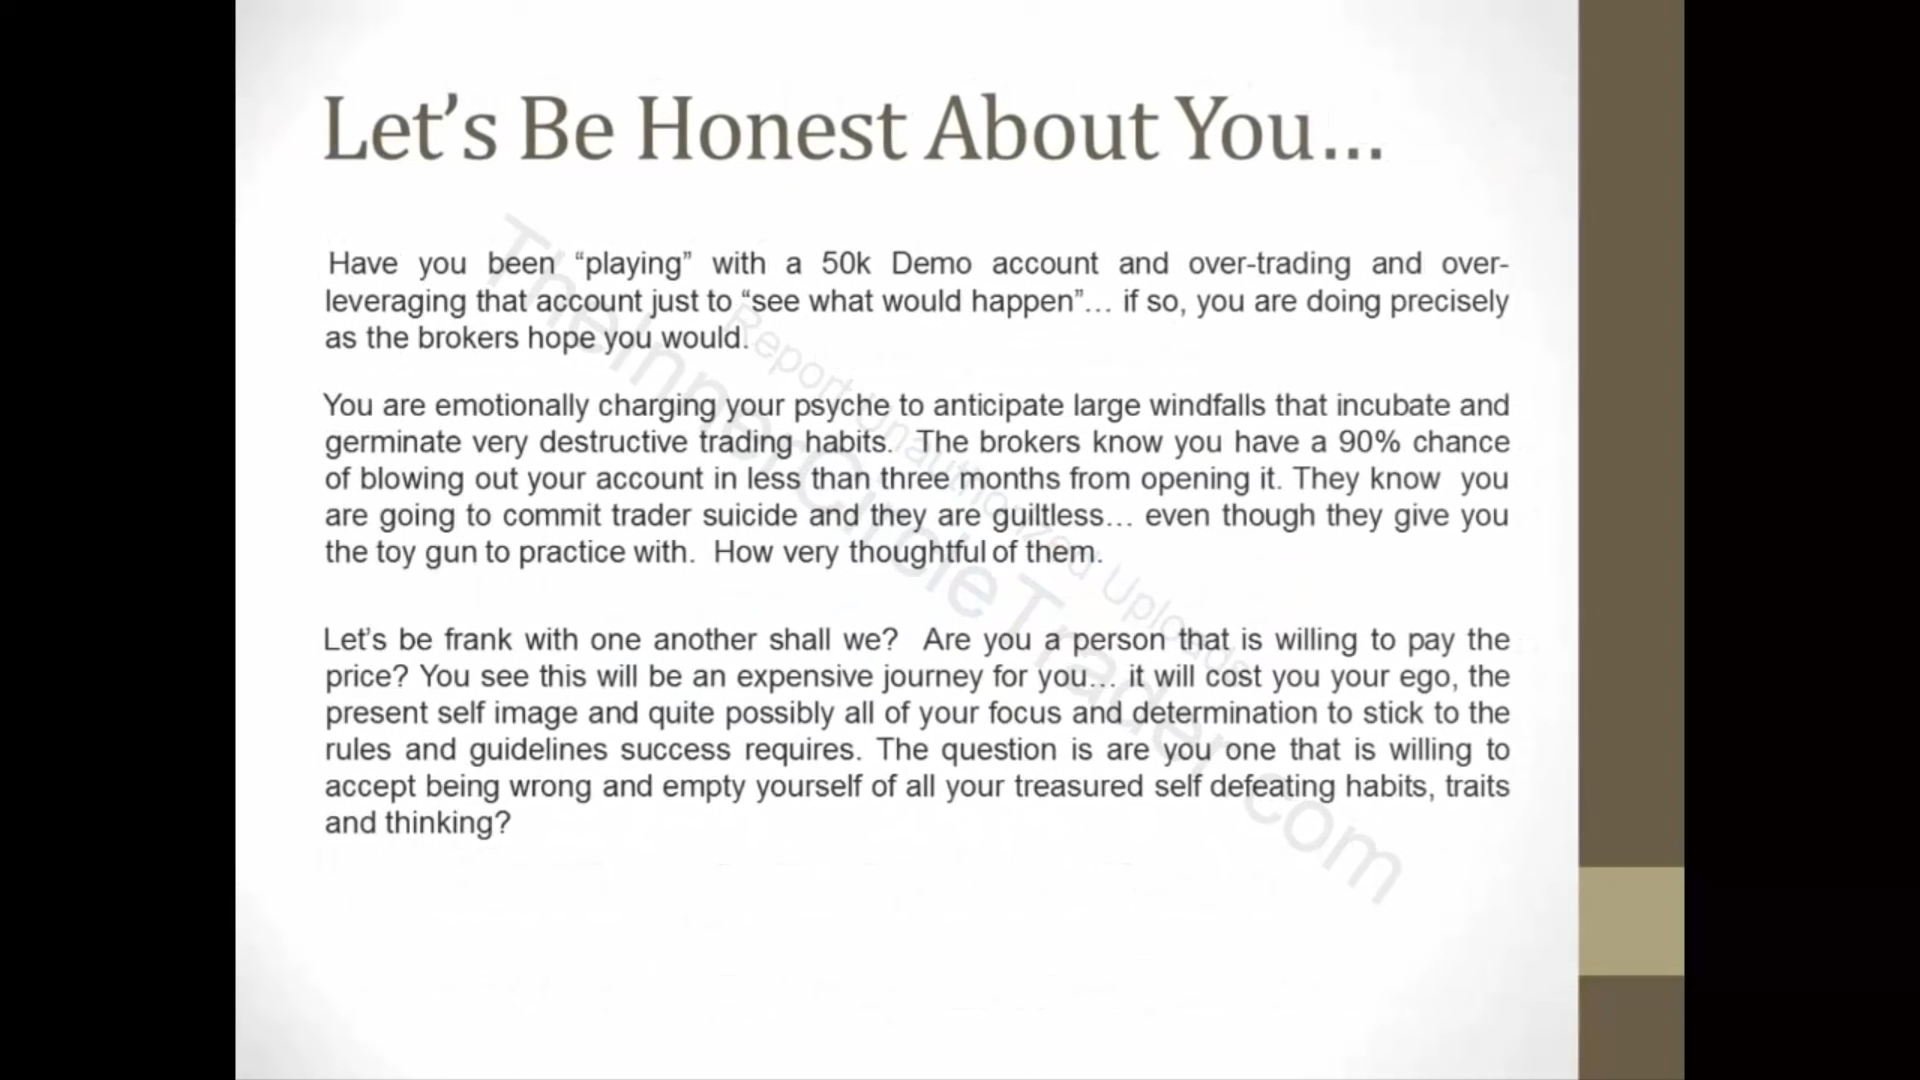 Let’s Be Honest About You…
Have you been “playing” with a 50k Demo account and over-trading and over-
leveraging that account just to “see what would happen”… if so, you are doing precisely
as the brokers hope you would.
You are emotionally charging your psyche to anticipate large windfalls that incubate and
germinate very destructive trading habits. The brokers know you have a 90% chance
of blowing out your account in less than three months from opening it. They know you
are going to commit trader suicide and they are guiltless… even though they give you
the toy gun to practice with. How very thoughtful of them.
Let’s be frank with one another shall we? Are you a person that is willing to pay the
price? You see this will be an expensive journey for you… it will cost you your ego, the
present self image and quite possibly all of your focus and determination to stick to the
rules and guidelines success requires. The question is are you one that is willing to
accept being wrong and empty yourself of all your treasured self defeating habits, traits
and thinking?
TheInnerCircleTrader.com
Report Unauthorized Uploads